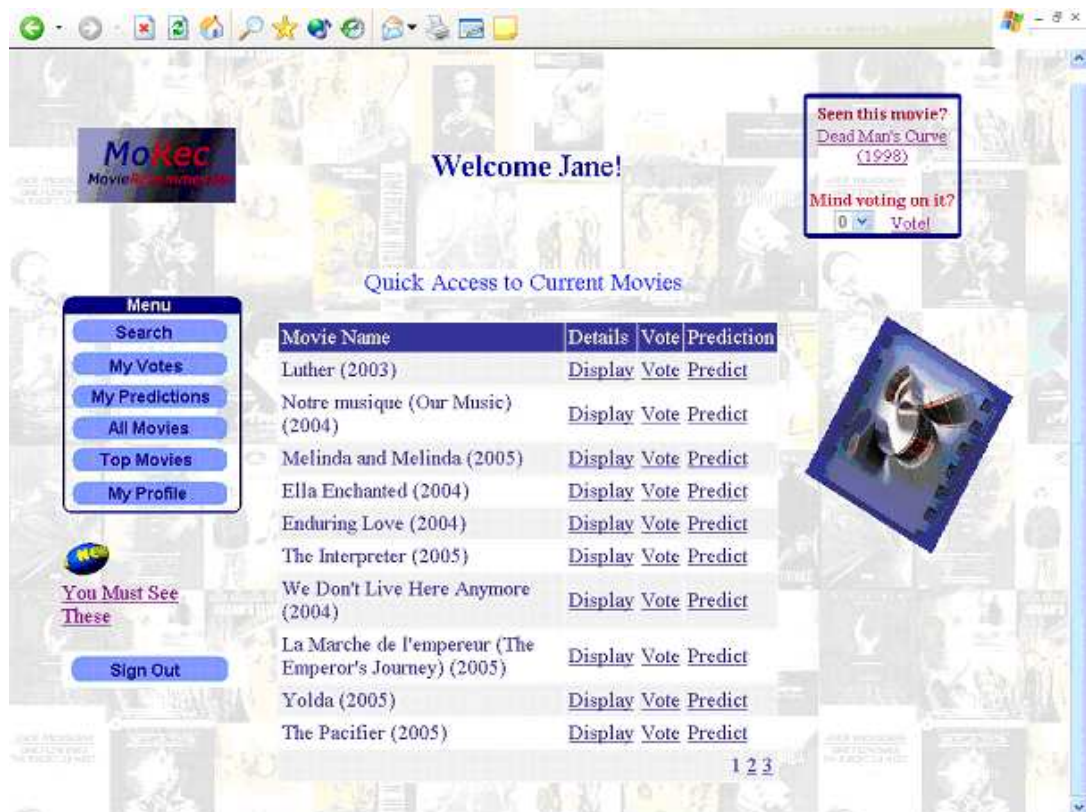 Seen this movie?
Dead Man's Curve
(1998)
MoRec
MovieRecommender
Welcome Jane!
Mind voting on it?
0 Vote!
Quick Access to Current Movies
Menu
Search
My Votes
My Predictions
All Movies
Top Movies
My Profile
NEW
You Must See
These
Sign Out
Movie Name Details Vote Prediction
Luther (2003) Display Vote Predict
Notre musique (Our Music)
(2004) Display Vote Predict
Melinda and Melinda (2005) Display Vote Predict
Ella Enchanted (2004) Display Vote Predict
Enduring Love (2004) Display Vote Predict
The Interpreter (2005) Display Vote Predict
We Don't Live Here Anymore
(2004) Display Vote Predict
La Marche de l'empereur (The
Emperor's Journey) (2005) Display Vote Predict
Yolda (2005) Display Vote Predict
The Pacifier (2005) Display Vote Predict
1 2 3